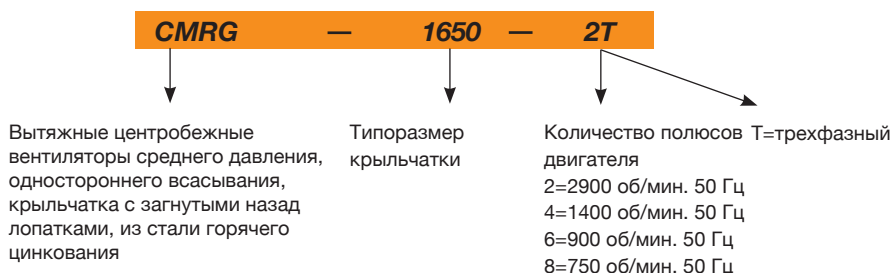 CMRG — 1650 — 2T
Вытяжные центробежные
вентиляторы среднего давления,
одностороннего всасывания,
крыльчатка с загнутыми назад
лопатками, из стали горячего
цинкования
Типоразмер
крыльчатки
Количество полюсов
двигателя
2=2900 об/мин. 50 Гц
4=1400 об/мин. 50 Гц
6=900 об/мин. 50 Гц
8=750 об/мин. 50 Гц
Т=трехфазный